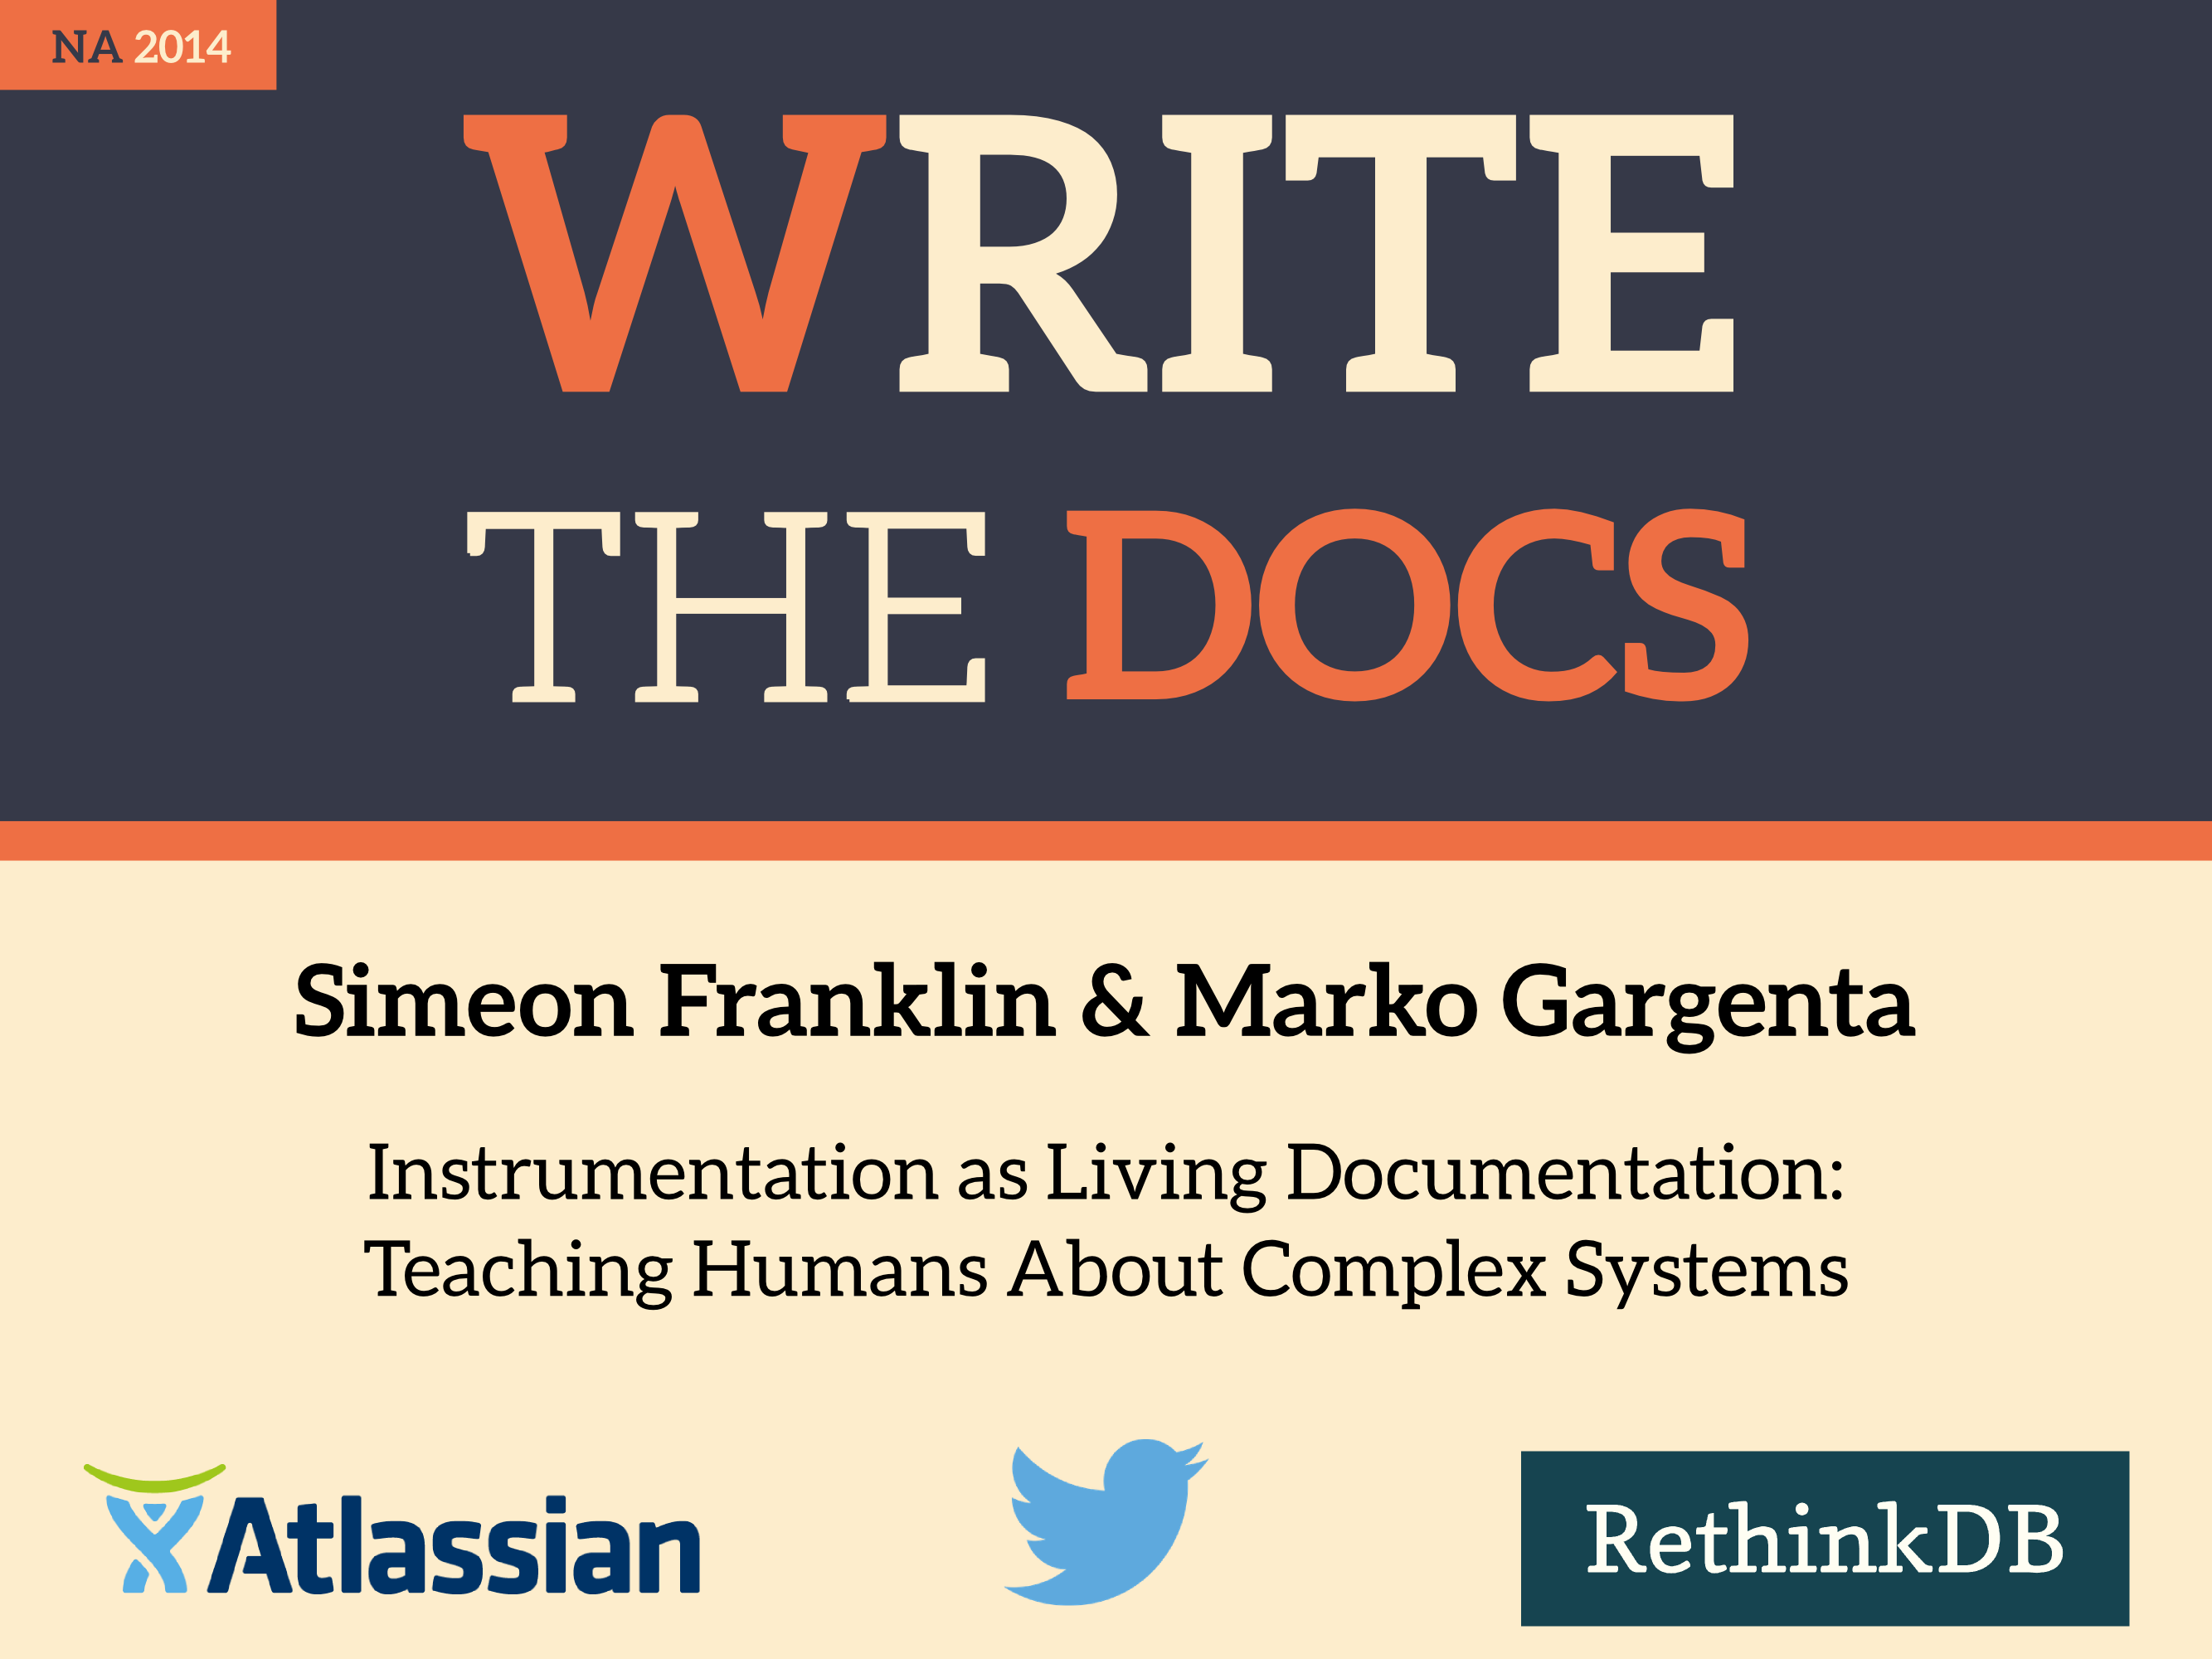 NA 2014
WRITE
THE DOCS
Simeon Franklin & Marko Gargenta
Instrumentation as Living Documentation:
Teaching Humans About Complex Systems
Atlassian
RethinkDB